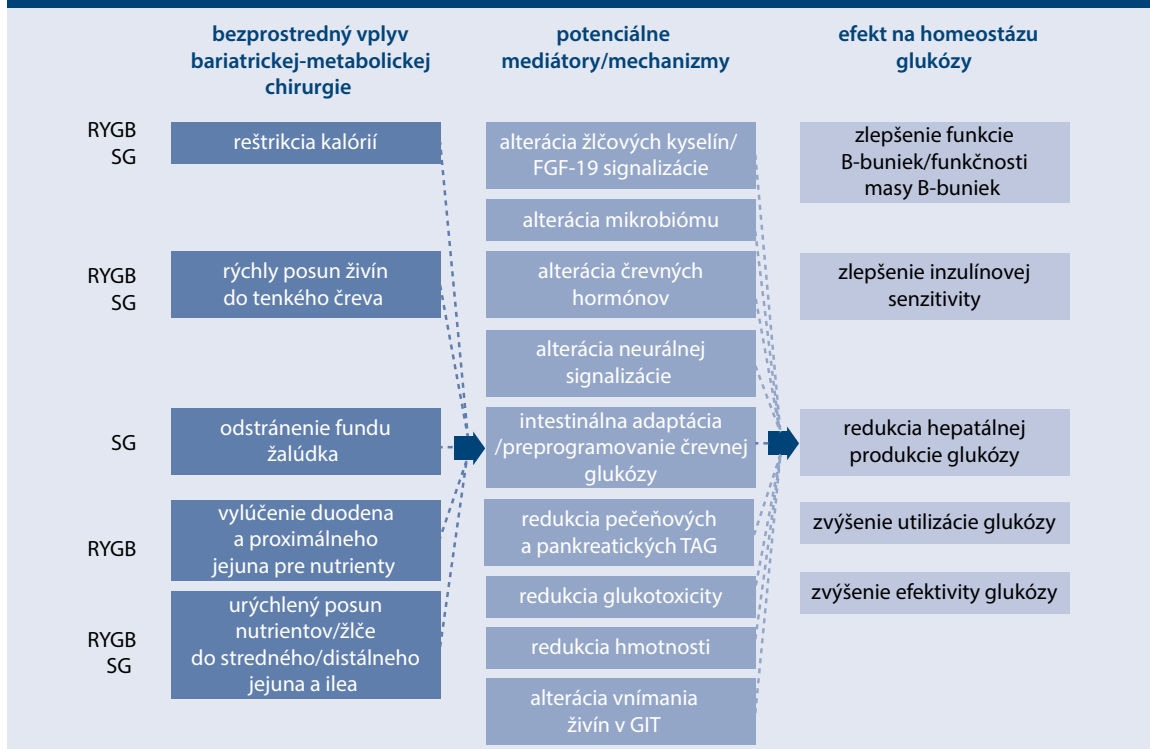 bezprostredný vplyv
bariatrickej-metabolickej
chirurgie
potenciálne
mediátory/mechanizmy
efekt na homeostázu
glukózy
RYGB
SG
reštrikcia kalórií
RYGB
SG
rýchly posun živín
do tenkého čreva
SG
odstránenie fundu
žalúdka
RYGB
vylúčenie duodena
a proximálneho
jejuna pre nutrienty
RYGB
SG
urýchlený posun
nutrientov/žlče
do stredného/distálneho
jejuna a ilea
alterácia žlčových kyselín/
FGF-19 signalizácie
alterácia mikrobiómu
alterácia črevných
hormónov
alterácia neurálnej
signalizácie
intestinálna adaptácia
/preprogramovanie črevnej
glukózy
redukcia pečeňových
a pankreatických TAG
redukcia glukotoxicity
redukcia hmotnosti
alterácia vnímania
živín v GIT
zlepšenie funkcie
B-buniek/funkčnosti
masy B-buniek
zlepšenie inzulínovej
senzitivity
redukcia hepatálnej
produkcie glukózy
zvýšenie utilizácie glukózy
zvýšenie efektivity glukózy